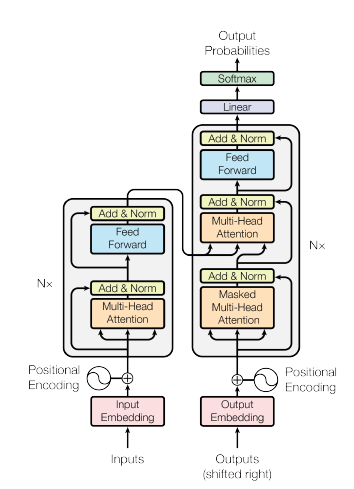 Output
Probabilities
Softmax
Linear
Add & Norm
Feed
Forward
Add & Norm
Multi-Head
Attention
Add & Norm
Masked
Multi-Head
Attention
N×
Add & Norm
Feed
Forward
Add & Norm
Multi-Head
Attention
N×
Positional
Encoding
Positional
Encoding
Input
Embedding
Output
Embedding
Inputs
Outputs
(shifted right)